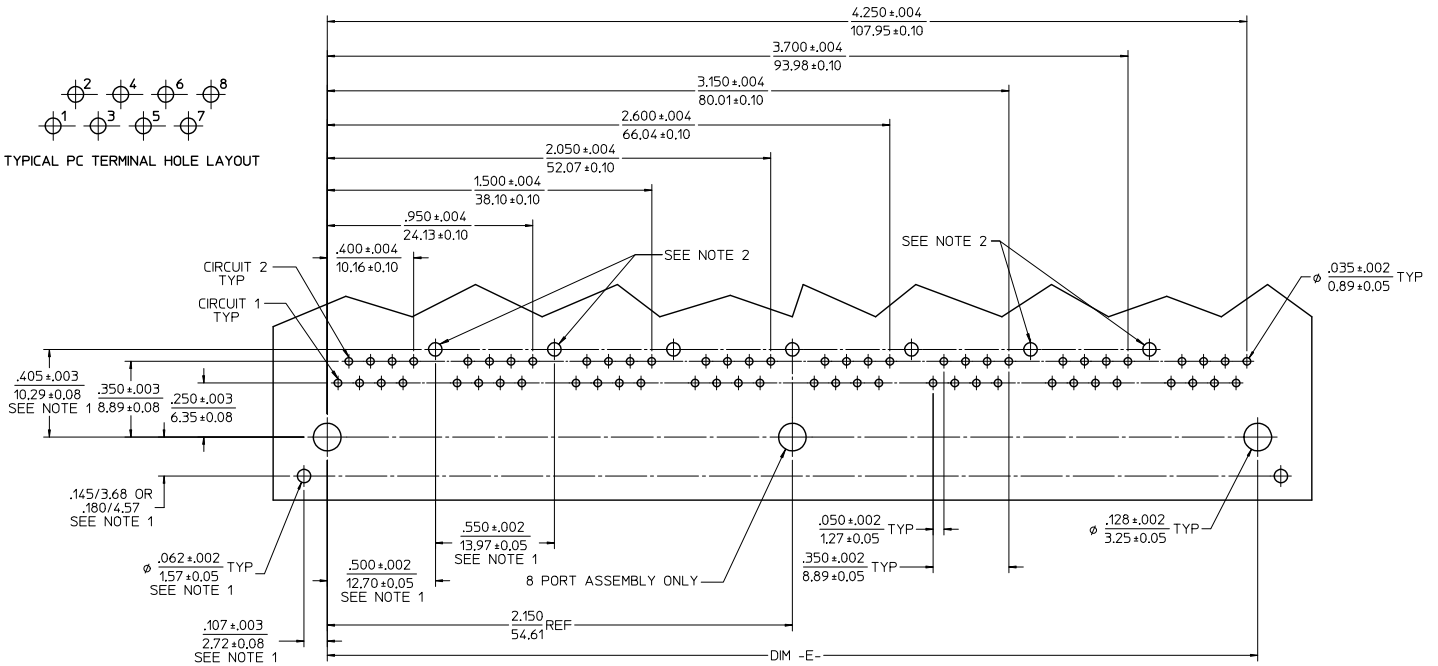 4.250±.004
107.95±0.10
3.700±.004
93.98±0.10
3.150±.004
80.01±0.10
2.600±.004
66.04±0.10
2.050±.004
52.07±0.10
1.500±.004
38.10±0.10
.950±.004
24.13±0.10
.400±.004
10.16±0.10
2 4 6 8
1 3 5 7
TYPICAL PC TERMINAL HOLE LAYOUT
SEE NOTE 2
SEE NOTE 2
CIRCUIT 2
TYP
CIRCUIT 1
TYP
ø .035±.002 TYP
0.89±0.05
.405±.003
10.29±0.08
SEE NOTE 1
.350±.003
8.89±0.08
.250±.003
6.35±0.08
.145/3.68 OR
.180/4.57
SEE NOTE 1
ø .062±.002 TYP
1.57±0.05
SEE NOTE 1
.550±.002
13.97±0.05
SEE NOTE 1
.500±.002
12.70±0.05
SEE NOTE 1
8 PORT ASSEMBLY ONLY
.050±.002 TYP
1.27±0.05
.350±.002 TYP
8.89±0.05
ø .128±.002 TYP
3.25±0.05
.107±.003
2.72±0.08
SEE NOTE 1
2.150 REF
54.61
DIM -E-